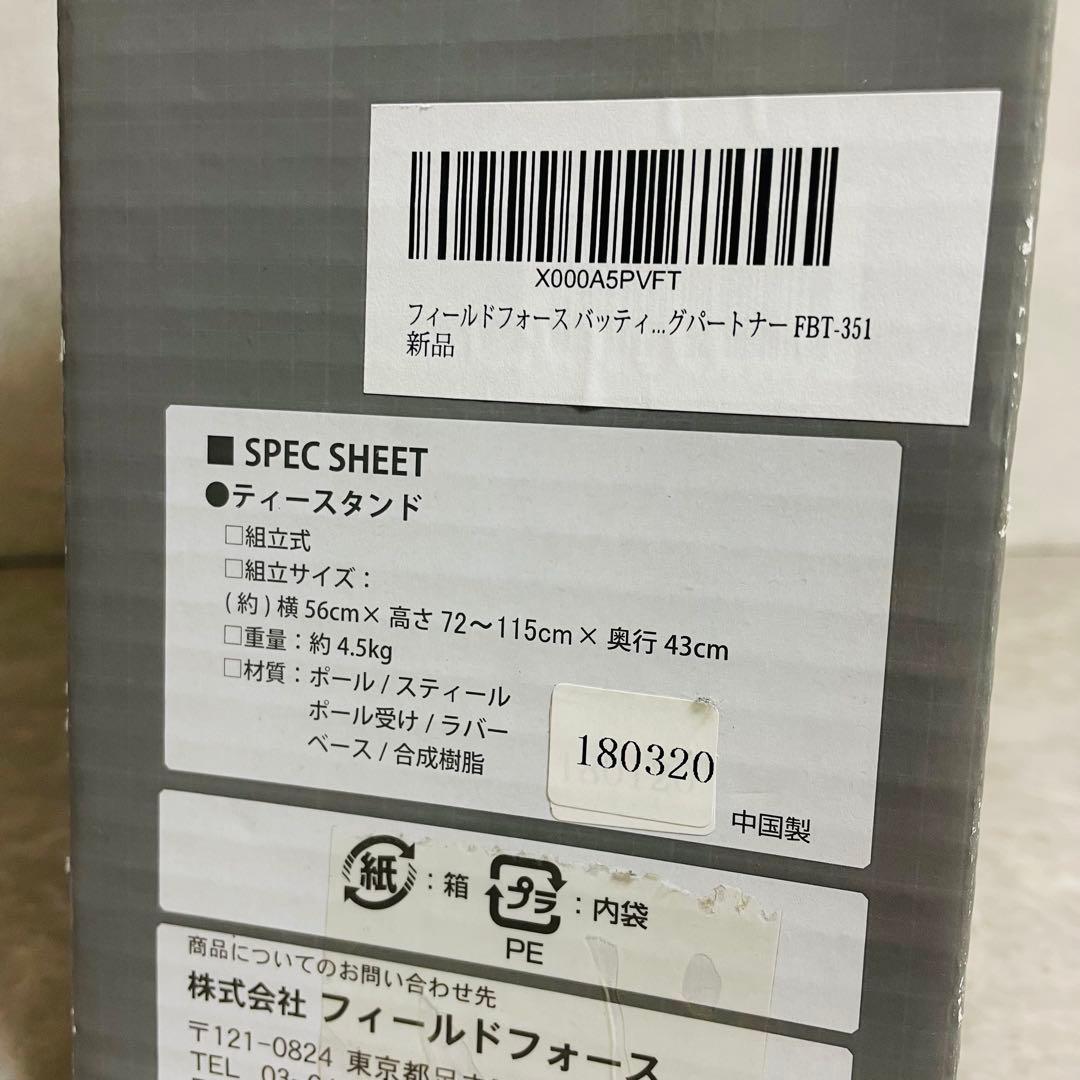 X000A5PVFT
フィールドフォース バッティ...グパートナー FBT-351
新品
■ SPEC SHEET
●ティースタンド
□組立式
□組立サイズ：
(約) 横 56cm× 高さ 72〜115cm× 奥行 43cm
□重量：約 4.5kg
□材質：ポール / スティール
ボール受け / ラバー
ベース / 合成樹脂
180320
中国製
紙：箱 プラ：内袋
PE
商品についてのお問い合わせ先
株式会社 フィールドフォース
〒121-0824 東京都足立
TEL 03-